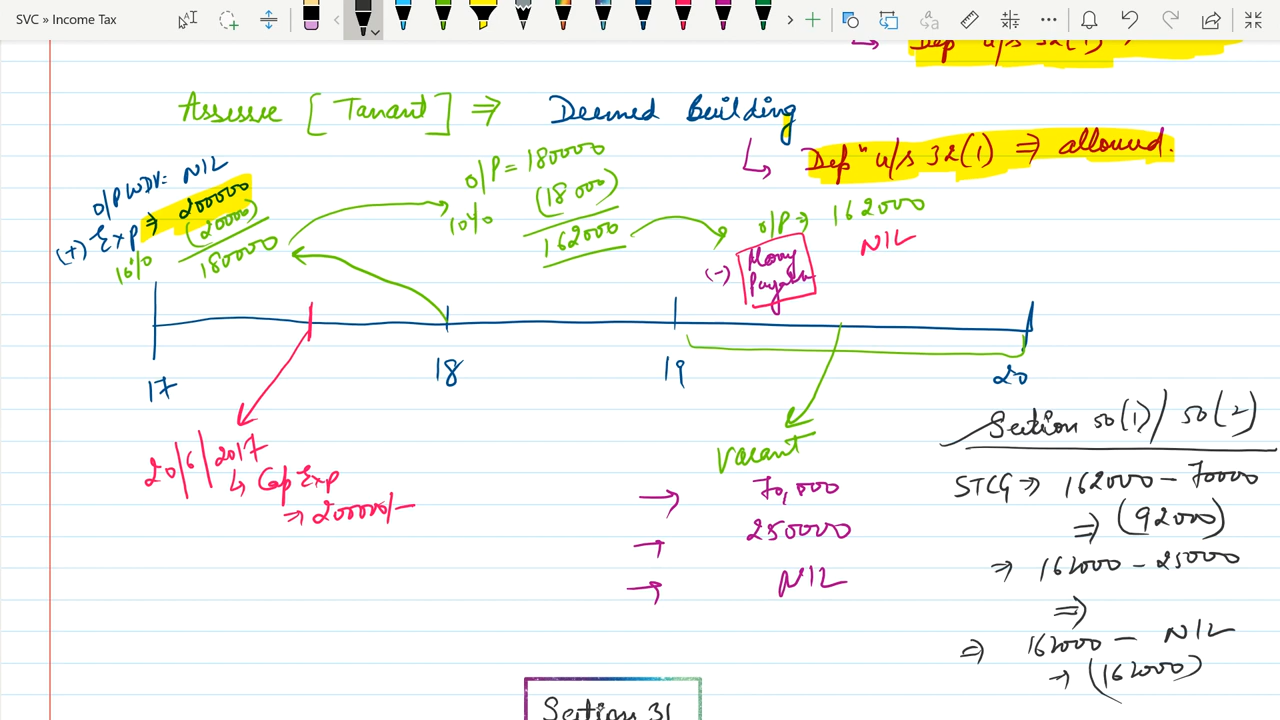 SVC » Income Tax
↳ Depⁿ u/s 32(1) ⇒
Assessee [Tanant] ⇒ Deemed Building
↳ Depⁿ u/s 32(1) ⇒ allowed.
O/P WDV: NIL
(+) Exp ⇒ 200000
10% (20000)
180000
O/P = 180000
10% (18000)
162000
O/P ⇒ 162000
(-) Money Payable NIL
17
18
19
20
20/6/2017
↳ Cap Exp
⇒ 200000/-
Vacant
→ 70,000
→ 250000
→ NIL
Section 50(1)/50(2)
STCG ⇒ 162000 - 70000
⇒ (92000)
⇒ 162000 - 25000
⇒
⇒ 162000 - NIL
→ (162000)
Section 31